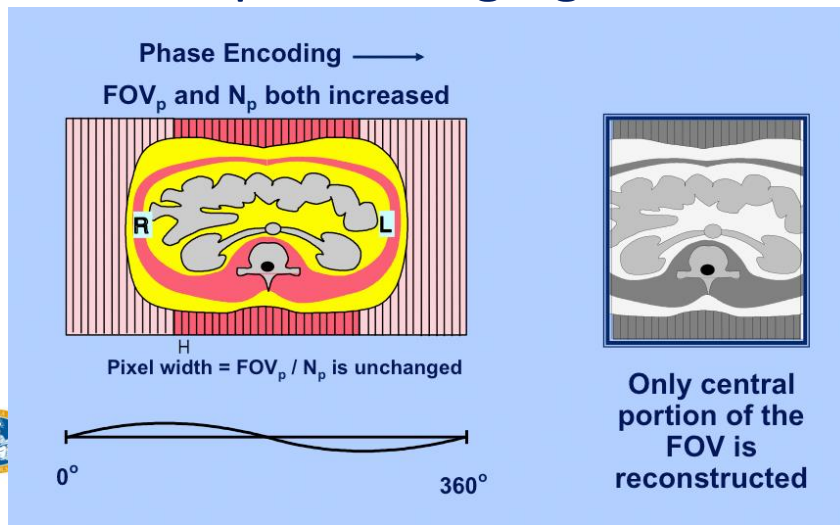 Phase Encoding
FOVp and Np both increased
R
L
H
Pixel width = FOVp / Np is unchanged
0°
360°
Only central
portion of the
FOV is
reconstructed